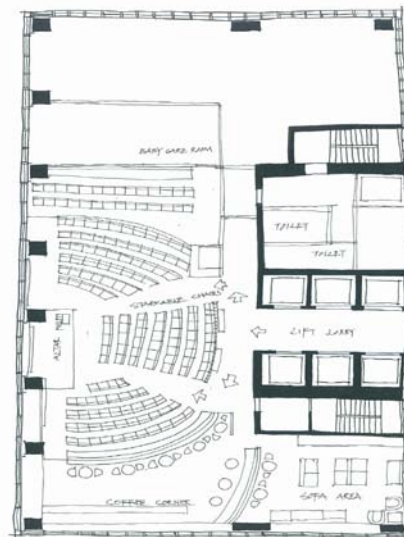 BABY CARE ROOM
TOILET
TOILET
STACKABLE CHAIRS
LIFT LOBBY
ALTAR
COFFEE CORNER
SOFA AREA